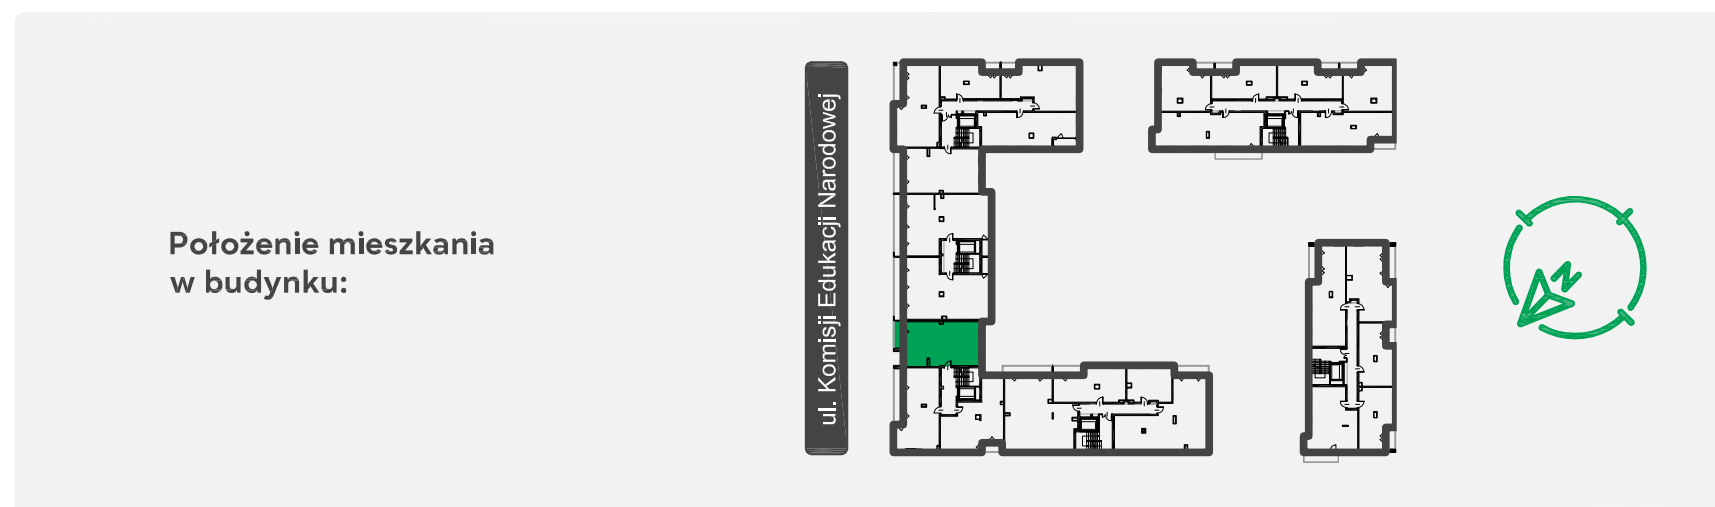 Położenie mieszkania
w budynku:
ul. Komisji Edukacji Narodowej
N